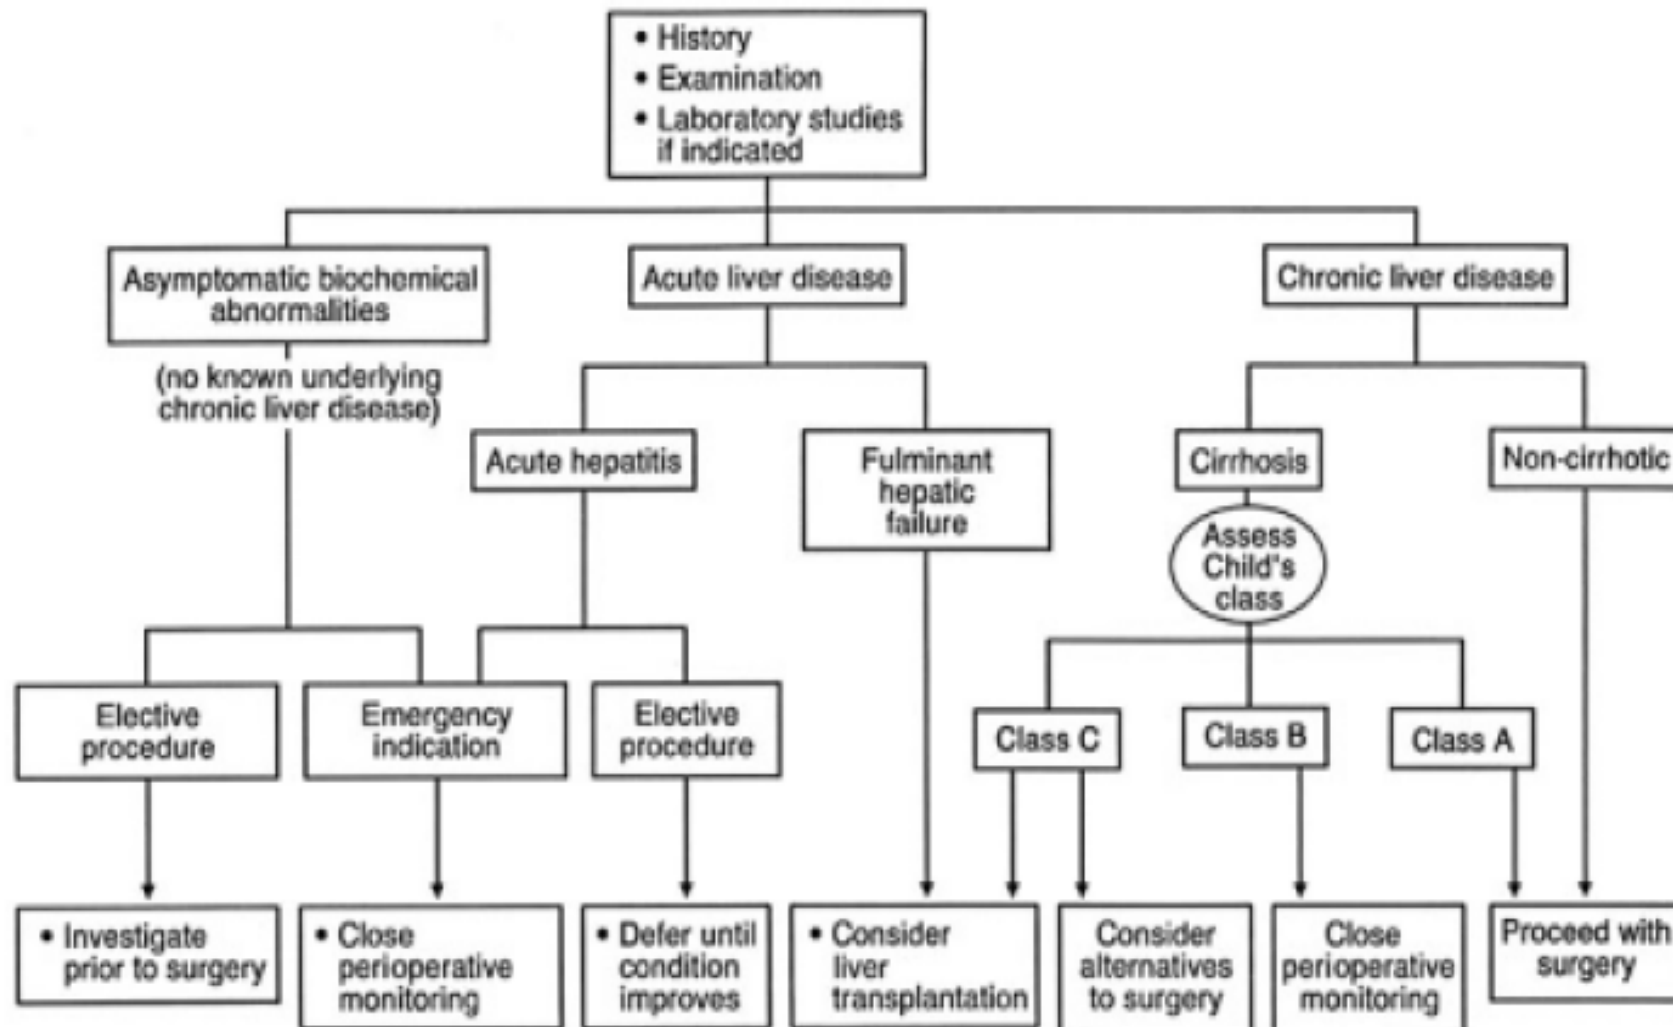 • History
• Examination
• Laboratory studies
if indicated
Asymptomatic biochemical
abnormalities
Acute liver disease
Chronic liver disease
(no known underlying
chronic liver disease)
Acute hepatitis
Fulminant
hepatic
failure
Cirrhosis
Non-cirrhotic
Assess
Child's
class
Elective
procedure
Emergency
indication
Elective
procedure
Class C
Class B
Class A
• Investigate
prior to surgery
• Close
perioperative
monitoring
• Defer until
condition
improves
• Consider
liver
transplantation
Consider
alternatives
to surgery
Close
perioperative
monitoring
Proceed with
surgery